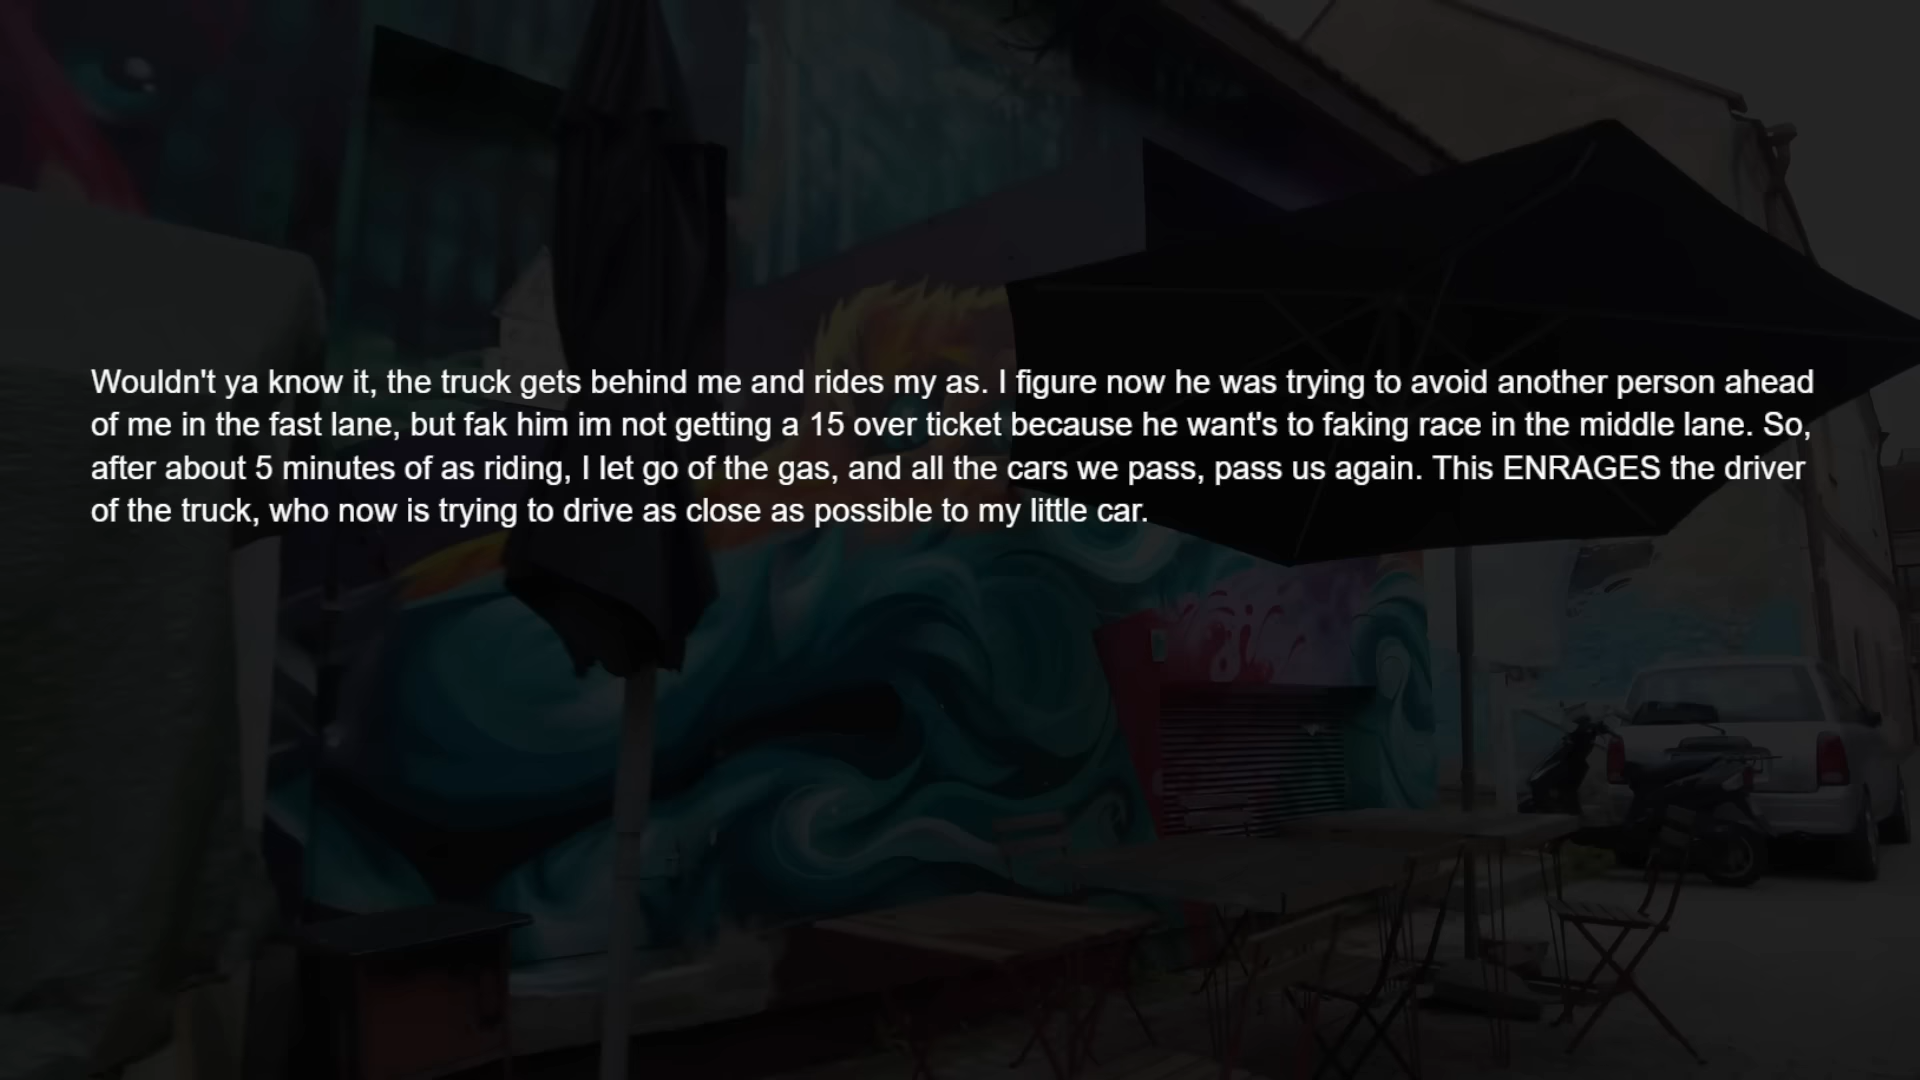 Wouldn't ya know it, the truck gets behind me and rides my as. I figure now he was trying to avoid another person ahead
of me in the fast lane, but fak him im not getting a 15 over ticket because he want's to faking race in the middle lane. So,
after about 5 minutes of as riding, I let go of the gas, and all the cars we pass, pass us again. This ENRAGES the driver
of the truck, who now is trying to drive as close as possible to my little car.